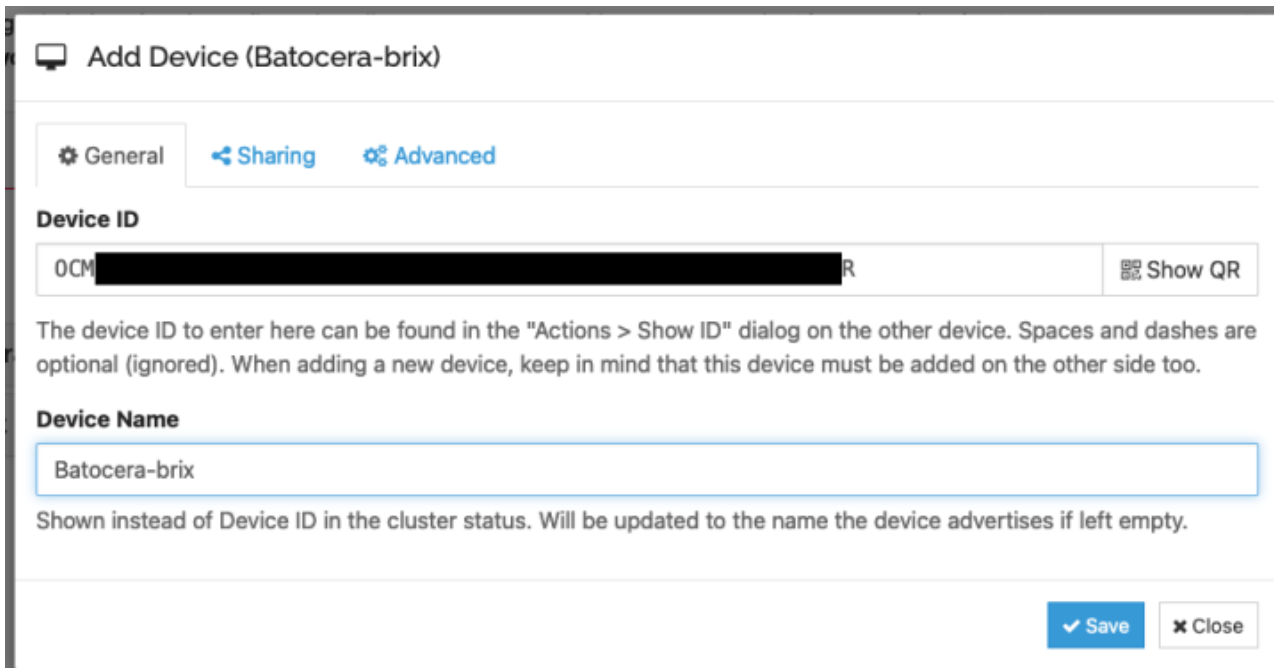 Add Device (Batocera-brix)
General Sharing Advanced
Device ID
OCM R Show QR
The device ID to enter here can be found in the "Actions > Show ID" dialog on the other device. Spaces and dashes are
optional (ignored). When adding a new device, keep in mind that this device must be added on the other side too.
Device Name
Batocera-brix
Shown instead of Device ID in the cluster status. Will be updated to the name the device advertises if left empty.
Save Close